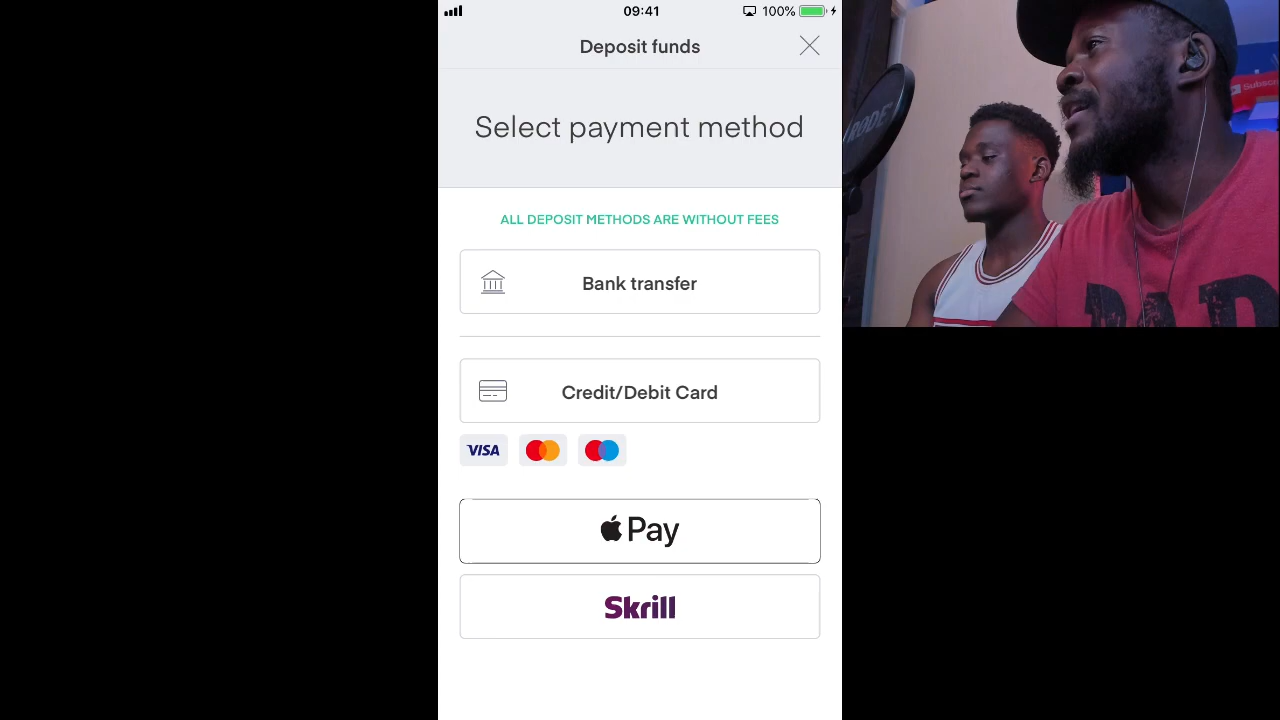 09:41
100%
Deposit funds
Select payment method
ALL DEPOSIT METHODS ARE WITHOUT FEES
Bank transfer
Credit/Debit Card
VISA
Pay
Skrill
RODE
Subscri